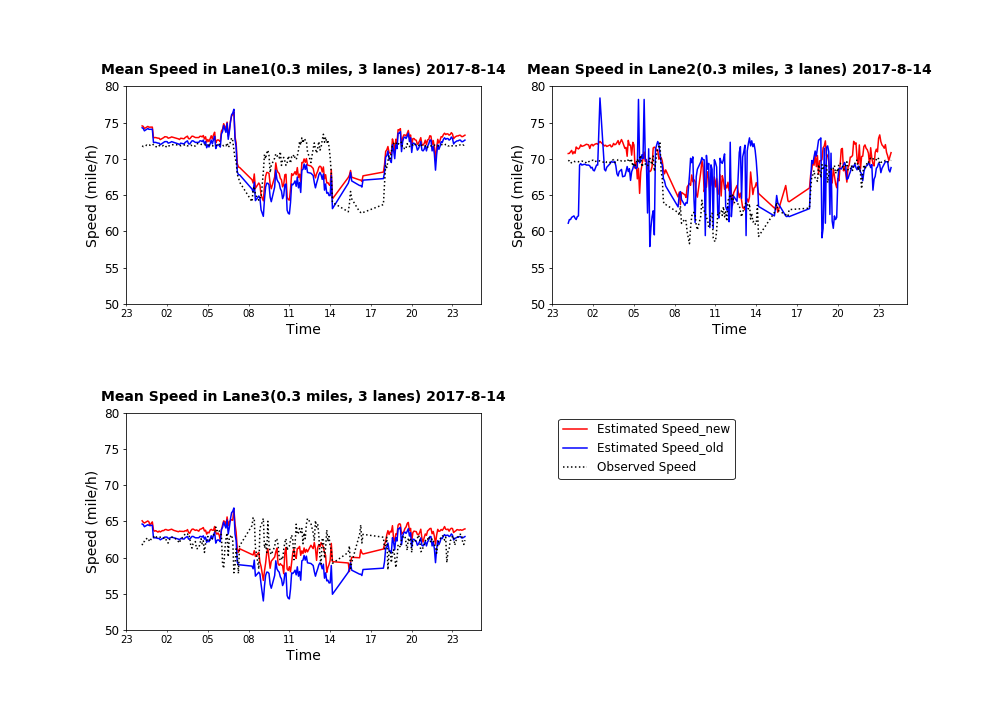 Mean Speed in Lane1(0.3 miles, 3 lanes) 2017-8-14
80
75
70
65
60
55
50
Speed (mile/h)
23 02 05 08 11 14 17 20 23
Time
Mean Speed in Lane2(0.3 miles, 3 lanes) 2017-8-14
80
75
70
65
60
55
50
Speed (mile/h)
23 02 05 08 11 14 17 20 23
Time
Mean Speed in Lane3(0.3 miles, 3 lanes) 2017-8-14
80
75
70
65
60
55
50
Speed (mile/h)
23 02 05 08 11 14 17 20 23
Time
Estimated Speed_new
Estimated Speed_old
Observed Speed